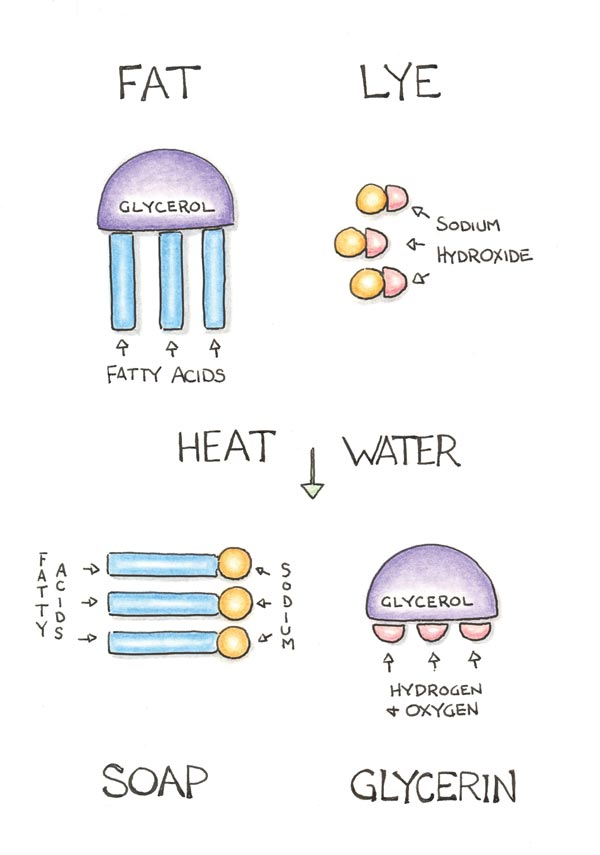 FAT
LYE
GLYCEROL
SODIUM
HYDROXIDE
FATTY ACIDS
HEAT
WATER
FATTY
ACIDS
SODIUM
GLYCEROL
HYDROGEN
+ OXYGEN
SOAP
GLYCERIN